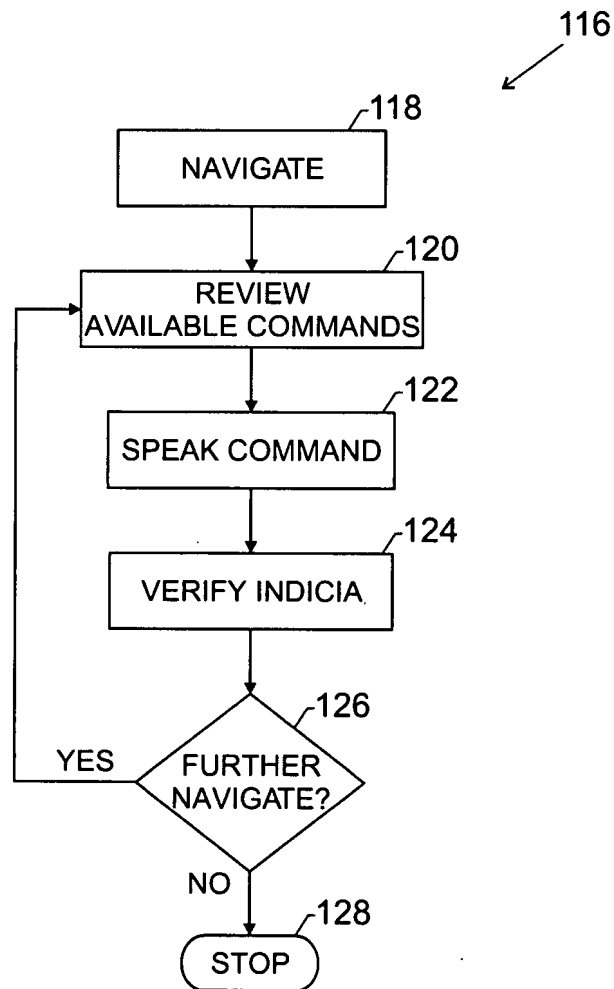 116
118
NAVIGATE
120
REVIEW
AVAILABLE COMMANDS
122
SPEAK COMMAND
124
VERIFY INDICIA
126
YES
FURTHER
NAVIGATE?
NO
128
STOP